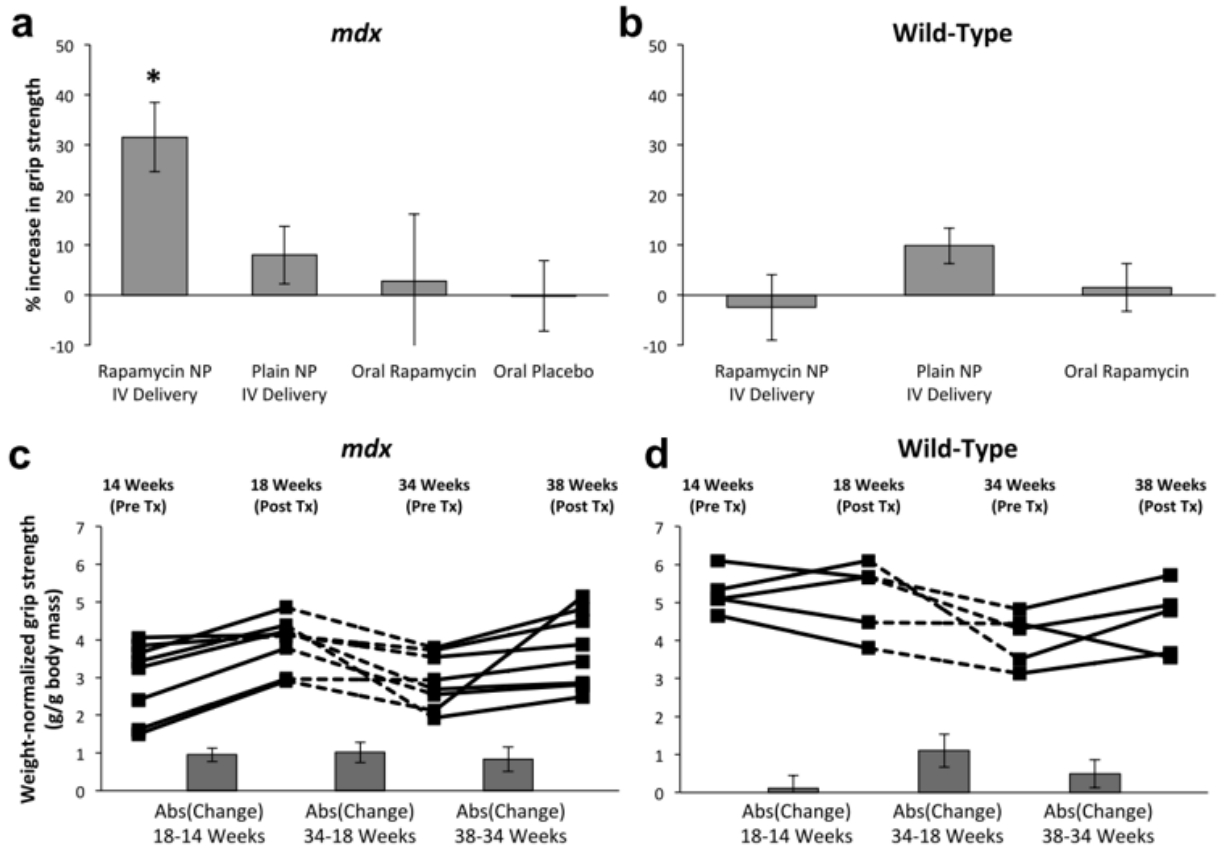 a
mdx
% increase in grip strength
50
40
30
20
10
0
-10
*
Rapamycin NP
IV Delivery
Plain NP
IV Delivery
Oral Rapamycin
Oral Placebo
b
Wild-Type
50
40
30
20
10
0
-10
Rapamycin NP
IV Delivery
Plain NP
IV Delivery
Oral Rapamycin
c
mdx
14 Weeks
(Pre Tx)
18 Weeks
(Post Tx)
34 Weeks
(Pre Tx)
38 Weeks
(Post Tx)
Weight-normalized grip strength
(g/g body mass)
7
6
5
4
3
2
1
0
Abs(Change)
18-14 Weeks
Abs(Change)
34-18 Weeks
Abs(Change)
38-34 Weeks
d
Wild-Type
14 Weeks
(Pre Tx)
18 Weeks
(Post Tx)
34 Weeks
(Pre Tx)
38 Weeks
(Post Tx)
7
6
5
4
3
2
1
0
Abs(Change)
18-14 Weeks
Abs(Change)
34-18 Weeks
Abs(Change)
38-34 Weeks